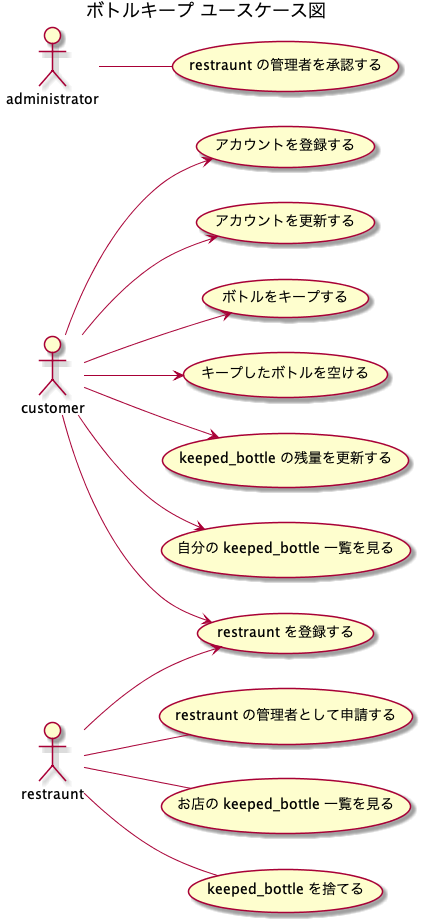 ボトルキープ ユースケース図
administrator
restraunt の管理者を承認する
アカウントを登録する
アカウントを更新する
ボトルをキープする
customer
キープしたボトルを空ける
keeped_bottle の残量を更新する
自分の keeped_bottle 一覧を見る
restraunt を登録する
restraunt の管理者として申請する
restraunt
お店の keeped_bottle 一覧を見る
keeped_bottle を捨てる